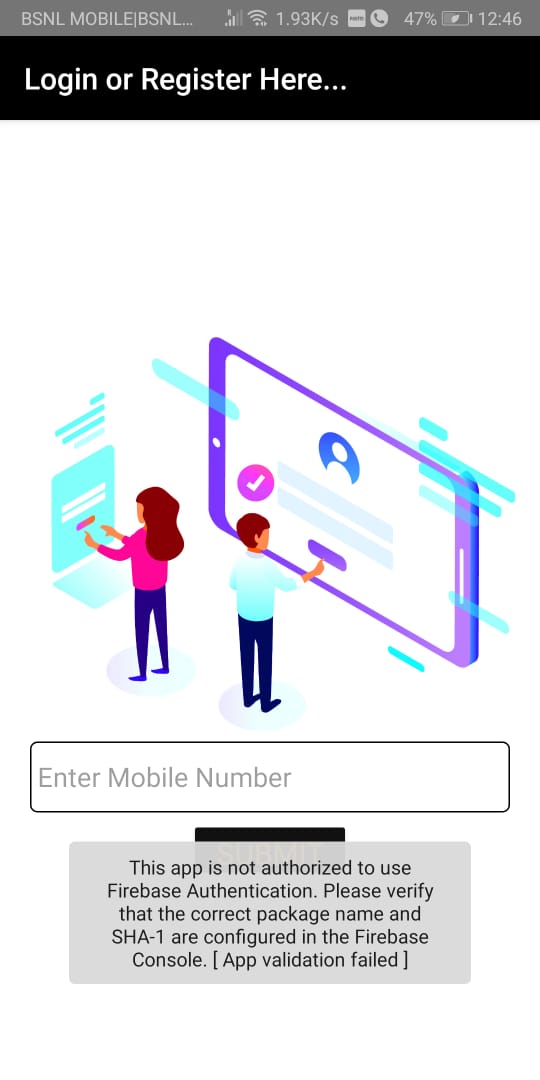 BSNL MOBILE|BSNL... 1.93K/s 47% 12:46
Login or Register Here...
Enter Mobile Number
SUBMIT
This app is not authorized to use
Firebase Authentication. Please verify
that the correct package name and
SHA-1 are configured in the Firebase
Console. [ App validation failed ]